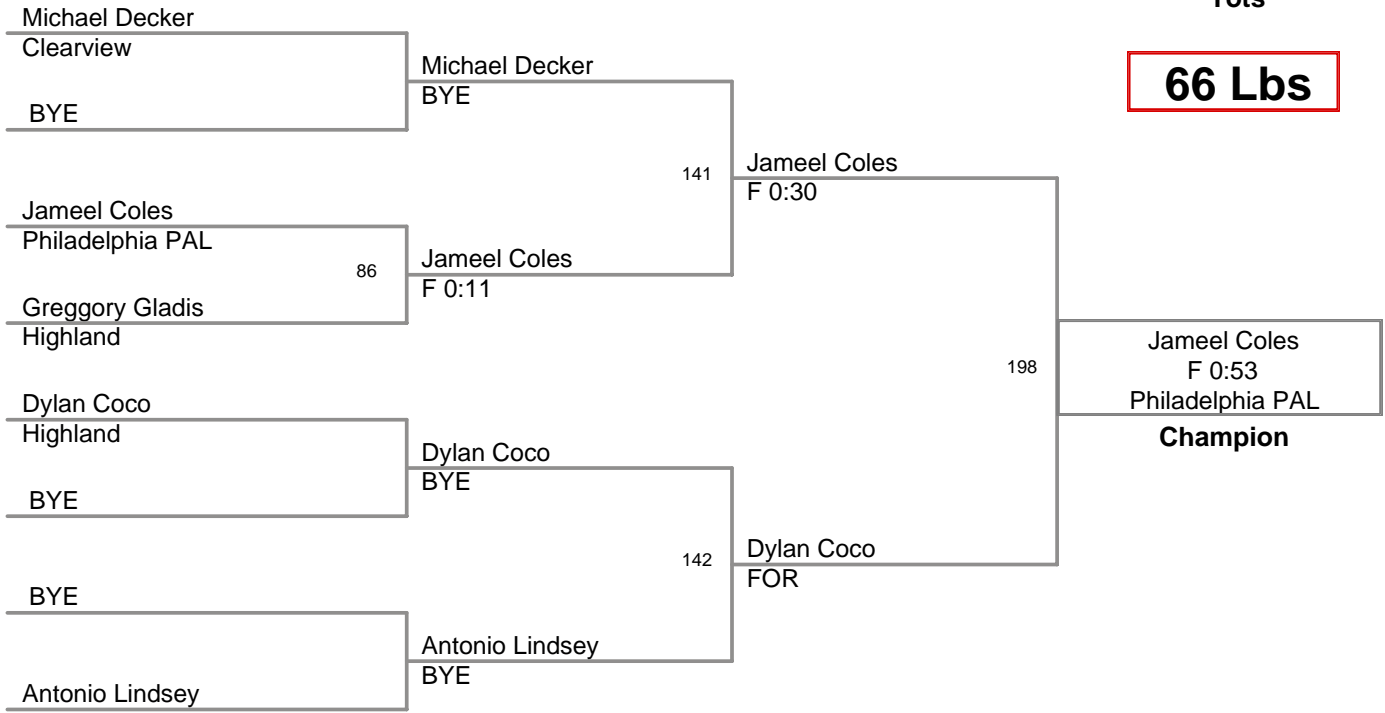 Tots
66 Lbs
Michael Decker
Clearview
BYE
Jameel Coles
Philadelphia PAL
86
Greggory Gladis
Highland
Dylan Coco
Highland
BYE
BYE
Antonio Lindsey
Michael Decker
BYE
141
Jameel Coles
F 0:11
Dylan Coco
BYE
142
Antonio Lindsey
BYE
Jameel Coles
F 0:30
198
Dylan Coco
FOR
Jameel Coles
F 0:53
Philadelphia PAL
Champion